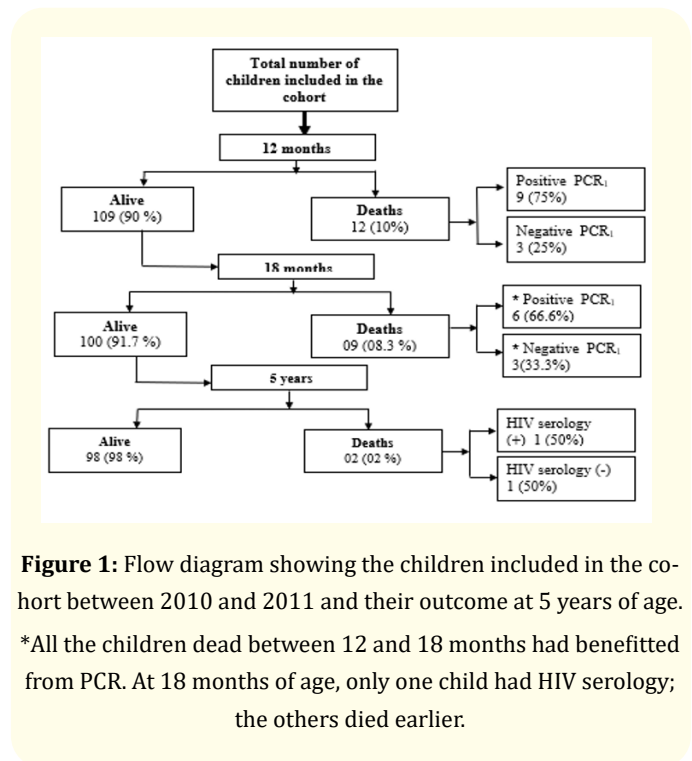 Total number of
children included in the
cohort
12 months
Alive
109 (90 %)
Deaths
12 (10%)
Positive PCR₁
9 (75%)
Negative PCR₁
3 (25%)
18 months
Alive
100 (91.7 %)
Deaths
09 (08.3 %)
* Positive PCR₁
6 (66.6%)
* Negative PCR₁
3(33.3%)
5 years
Alive
98 (98 %)
Deaths
02 (02 %)
HIV serology
(+) 1 (50%)
HIV serology (-)
1 (50%)
Figure 1: Flow diagram showing the children included in the co-
hort between 2010 and 2011 and their outcome at 5 years of age.
*All the children dead between 12 and 18 months had benefitted
from PCR. At 18 months of age, only one child had HIV serology;
the others died earlier.